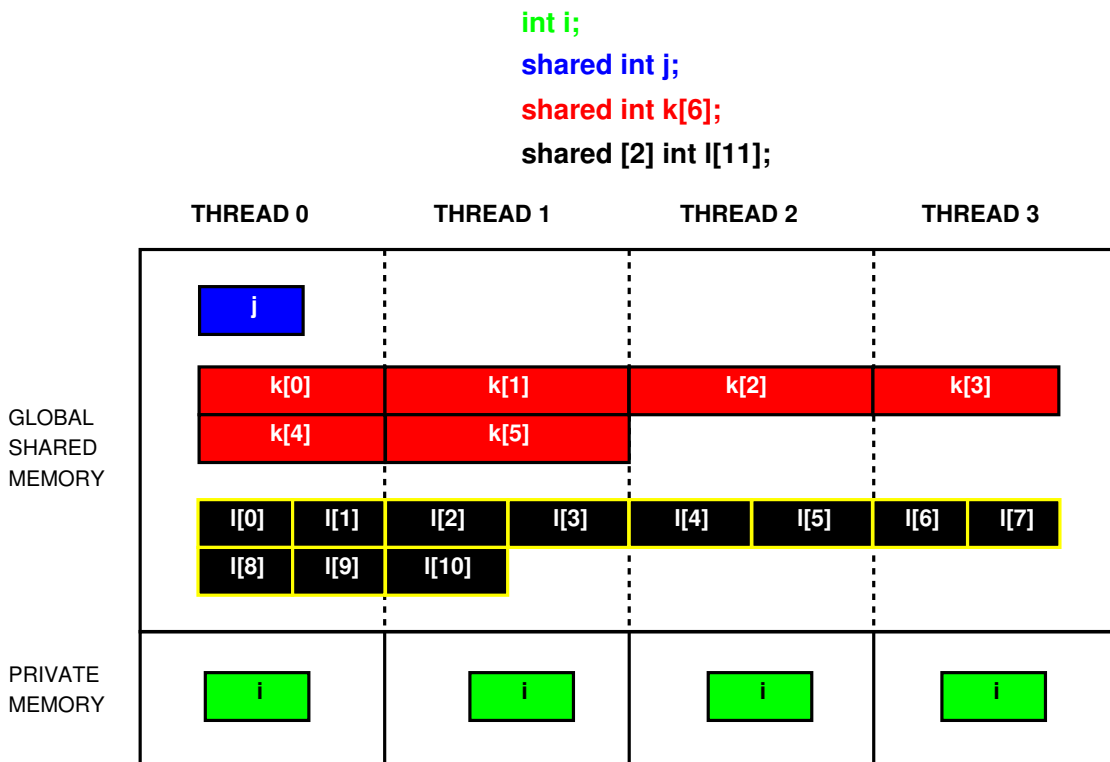 int i;
shared int j;
shared int k[6];
shared [2] int l[11];
THREAD 0 THREAD 1 THREAD 2 THREAD 3
j
k[0] k[1] k[2] k[3]
k[4] k[5]
GLOBAL
SHARED
MEMORY
l[0] l[1] l[2] l[3] l[4] l[5] l[6] l[7]
l[8] l[9] l[10]
PRIVATE
MEMORY
i i i i